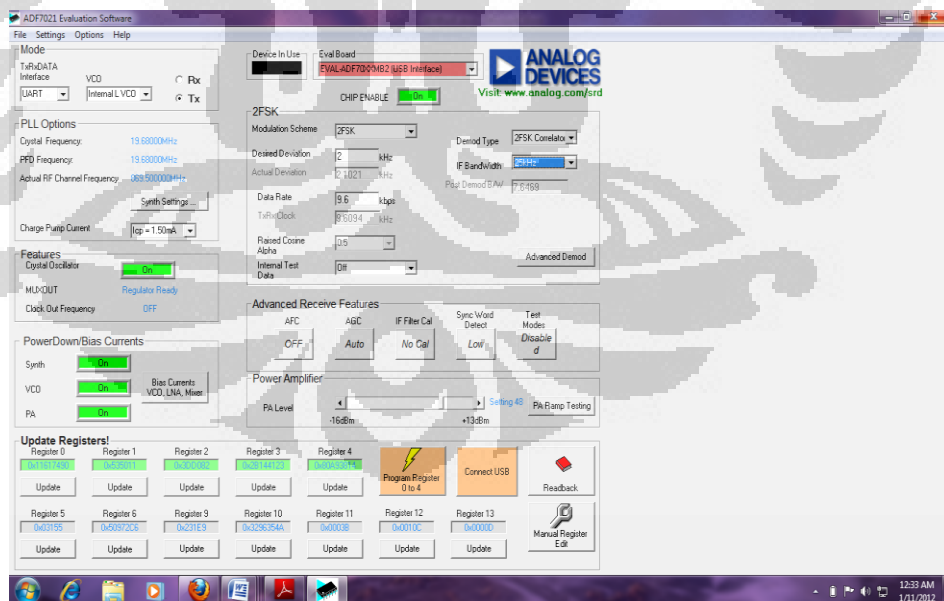 ADF7021 Evaluation Software
File Settings Options Help
Mode
TxRxDATA
Interface
VCO
UART
Internal L VCO
Rx
Tx
Device In Use
Eval Board
EVAL-ADF70XXMB2 (USB Interface)
CHIP ENABLE On
ANALOG
DEVICES
Visit: www.analog.com/srd
PLL Options
Crystal Frequency: 19.68000MHz
PFD Frequency: 19.68000MHz
Actual RF Channel Frequency 869.500000MHz
Synth Settings ...
Charge Pump Current Icp = 1.50mA
2FSK
Modulation Scheme 2FSK
Desired Deviation 2 kHz
Actual Deviation 2.1021 kHz
Data Rate 9.6 kbps
TxRxClock 9.6094 kHz
Raised Cosine
Alpha
0.5
Internal Test
Data
Off
Demod Type 2FSK Correlator
IF BandWidth 25kHz
Post Demod B/W 7.6469
Advanced Demod
Features
Crystal Oscillator On
MUXOUT Regulator Ready
Clock Out Frequency OFF
Advanced Receive Features
AFC
OFF
AGC
Auto
IF Filter Cal
No Cal
Sync Word
Detect
Low
Test
Modes
Disable
d
PowerDown/Bias Currents
Synth On
VCO On
PA On
Bias Currents
VCO, LNA, Mixer
Power Amplifier
PA Level
-16dBm
+13dBm
Setting 48
PA Ramp Testing
Update Registers!
Register 0 Register 1 Register 2 Register 3 Register 4
0x11617490 0x535011 0x3DD082 0x29144123
Update Update Update Update Update
Program Register
0 to 4
Connect USB
Readback
Register 5 Register 6 Register 9 Register 10 Register 11 Register 12 Register 13
0x03155 0x50972C6 0x231E9 0x3296354A 0x0003B 0x0010C 0x0000D
Update Update Update Update Update Update Update
Manual Register
Edit
12:33 AM
1/11/2012